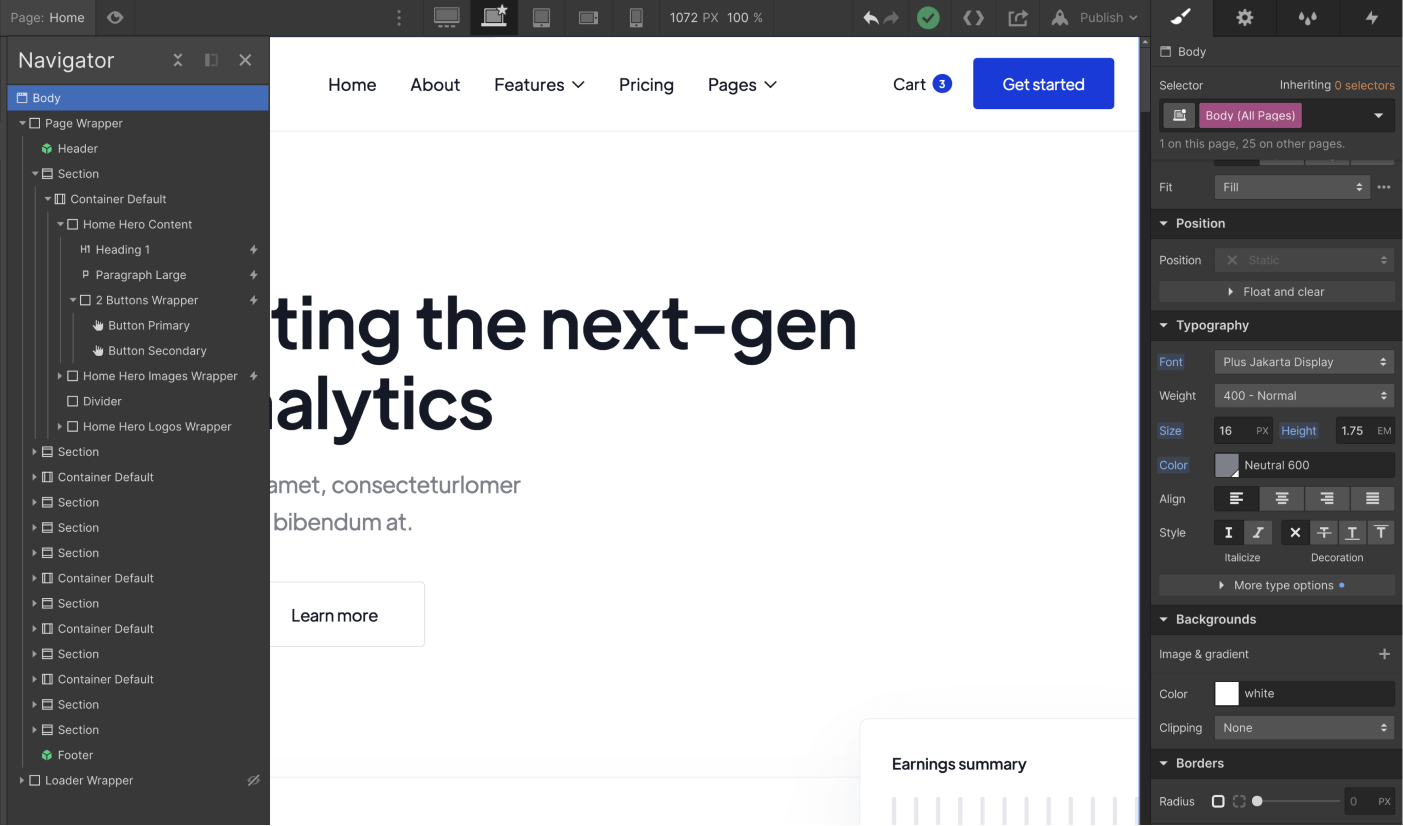 Page: Home
1072 PX 100 %
Publish
Navigator
Body
Page Wrapper
Header
Section
Container Default
Home Hero Content
H1 Heading 1
P Paragraph Large
2 Buttons Wrapper
Button Primary
Button Secondary
Home Hero Images Wrapper
Divider
Home Hero Logos Wrapper
Section
Container Default
Section
Section
Section
Container Default
Section
Container Default
Section
Container Default
Section
Section
Footer
Loader Wrapper
Home About Features Pricing Pages Cart 3 Get started
ting the next-gen
alytics
amet, consecteturlomer
bibendum at.
Learn more
Earnings summary
Body
Selector Inheriting 0 selectors
Body (All Pages)
1 on this page, 25 on other pages.
Fit Fill
Position
Position Static
Float and clear
Typography
Font Plus Jakarta Display
Weight 400 - Normal
Size 16 PX Height 1.75 EM
Color Neutral 600
Align
Style
Italicize Decoration
More type options
Backgrounds
Image & gradient
Color white
Clipping None
Borders
Radius 0 PX